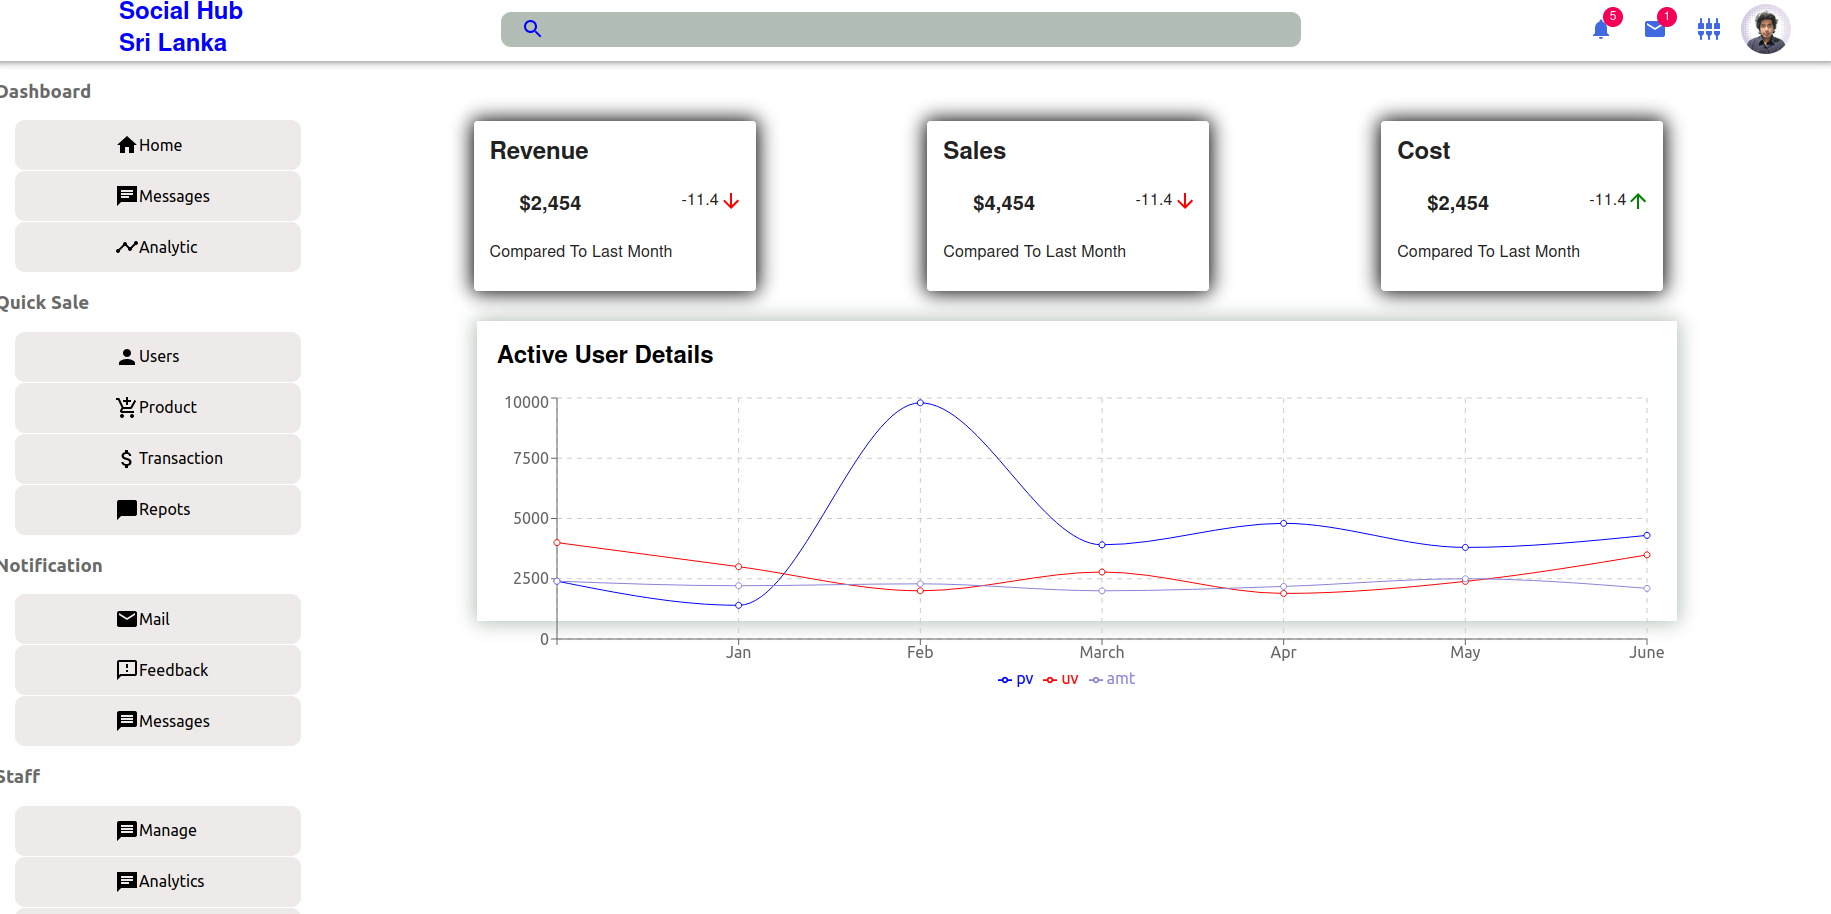 Social Hub
Sri Lanka
5
1
Dashboard
Home
Messages
Analytic
Quick Sale
Users
Product
Transaction
Repots
Notification
Mail
Feedback
Messages
Staff
Manage
Analytics
Revenue
$2,454
-11.4
Compared To Last Month
Sales
$4,454
-11.4
Compared To Last Month
Cost
$2,454
-11.4
Compared To Last Month
Active User Details
10000
7500
5000
2500
0
Jan Feb March Apr May June
pv uv amt